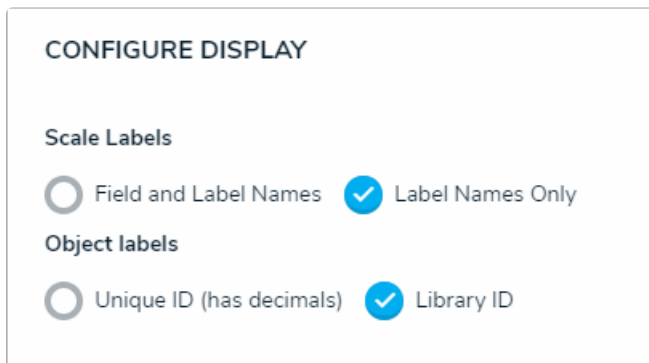 CONFIGURE DISPLAY
Scale Labels
Field and Label Names Label Names Only
Object labels
Unique ID (has decimals) Library ID